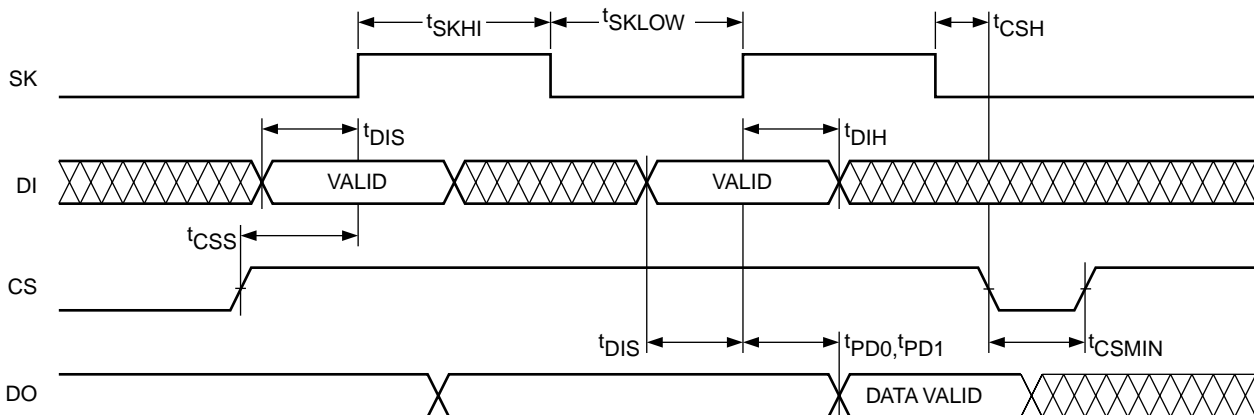 tSKHI
tSKLOW
tCSH
SK
tDIS
tDIH
DI
VALID
VALID
tCSS
CS
tDIS
tPD0,tPD1
tCSMIN
DO
DATA VALID